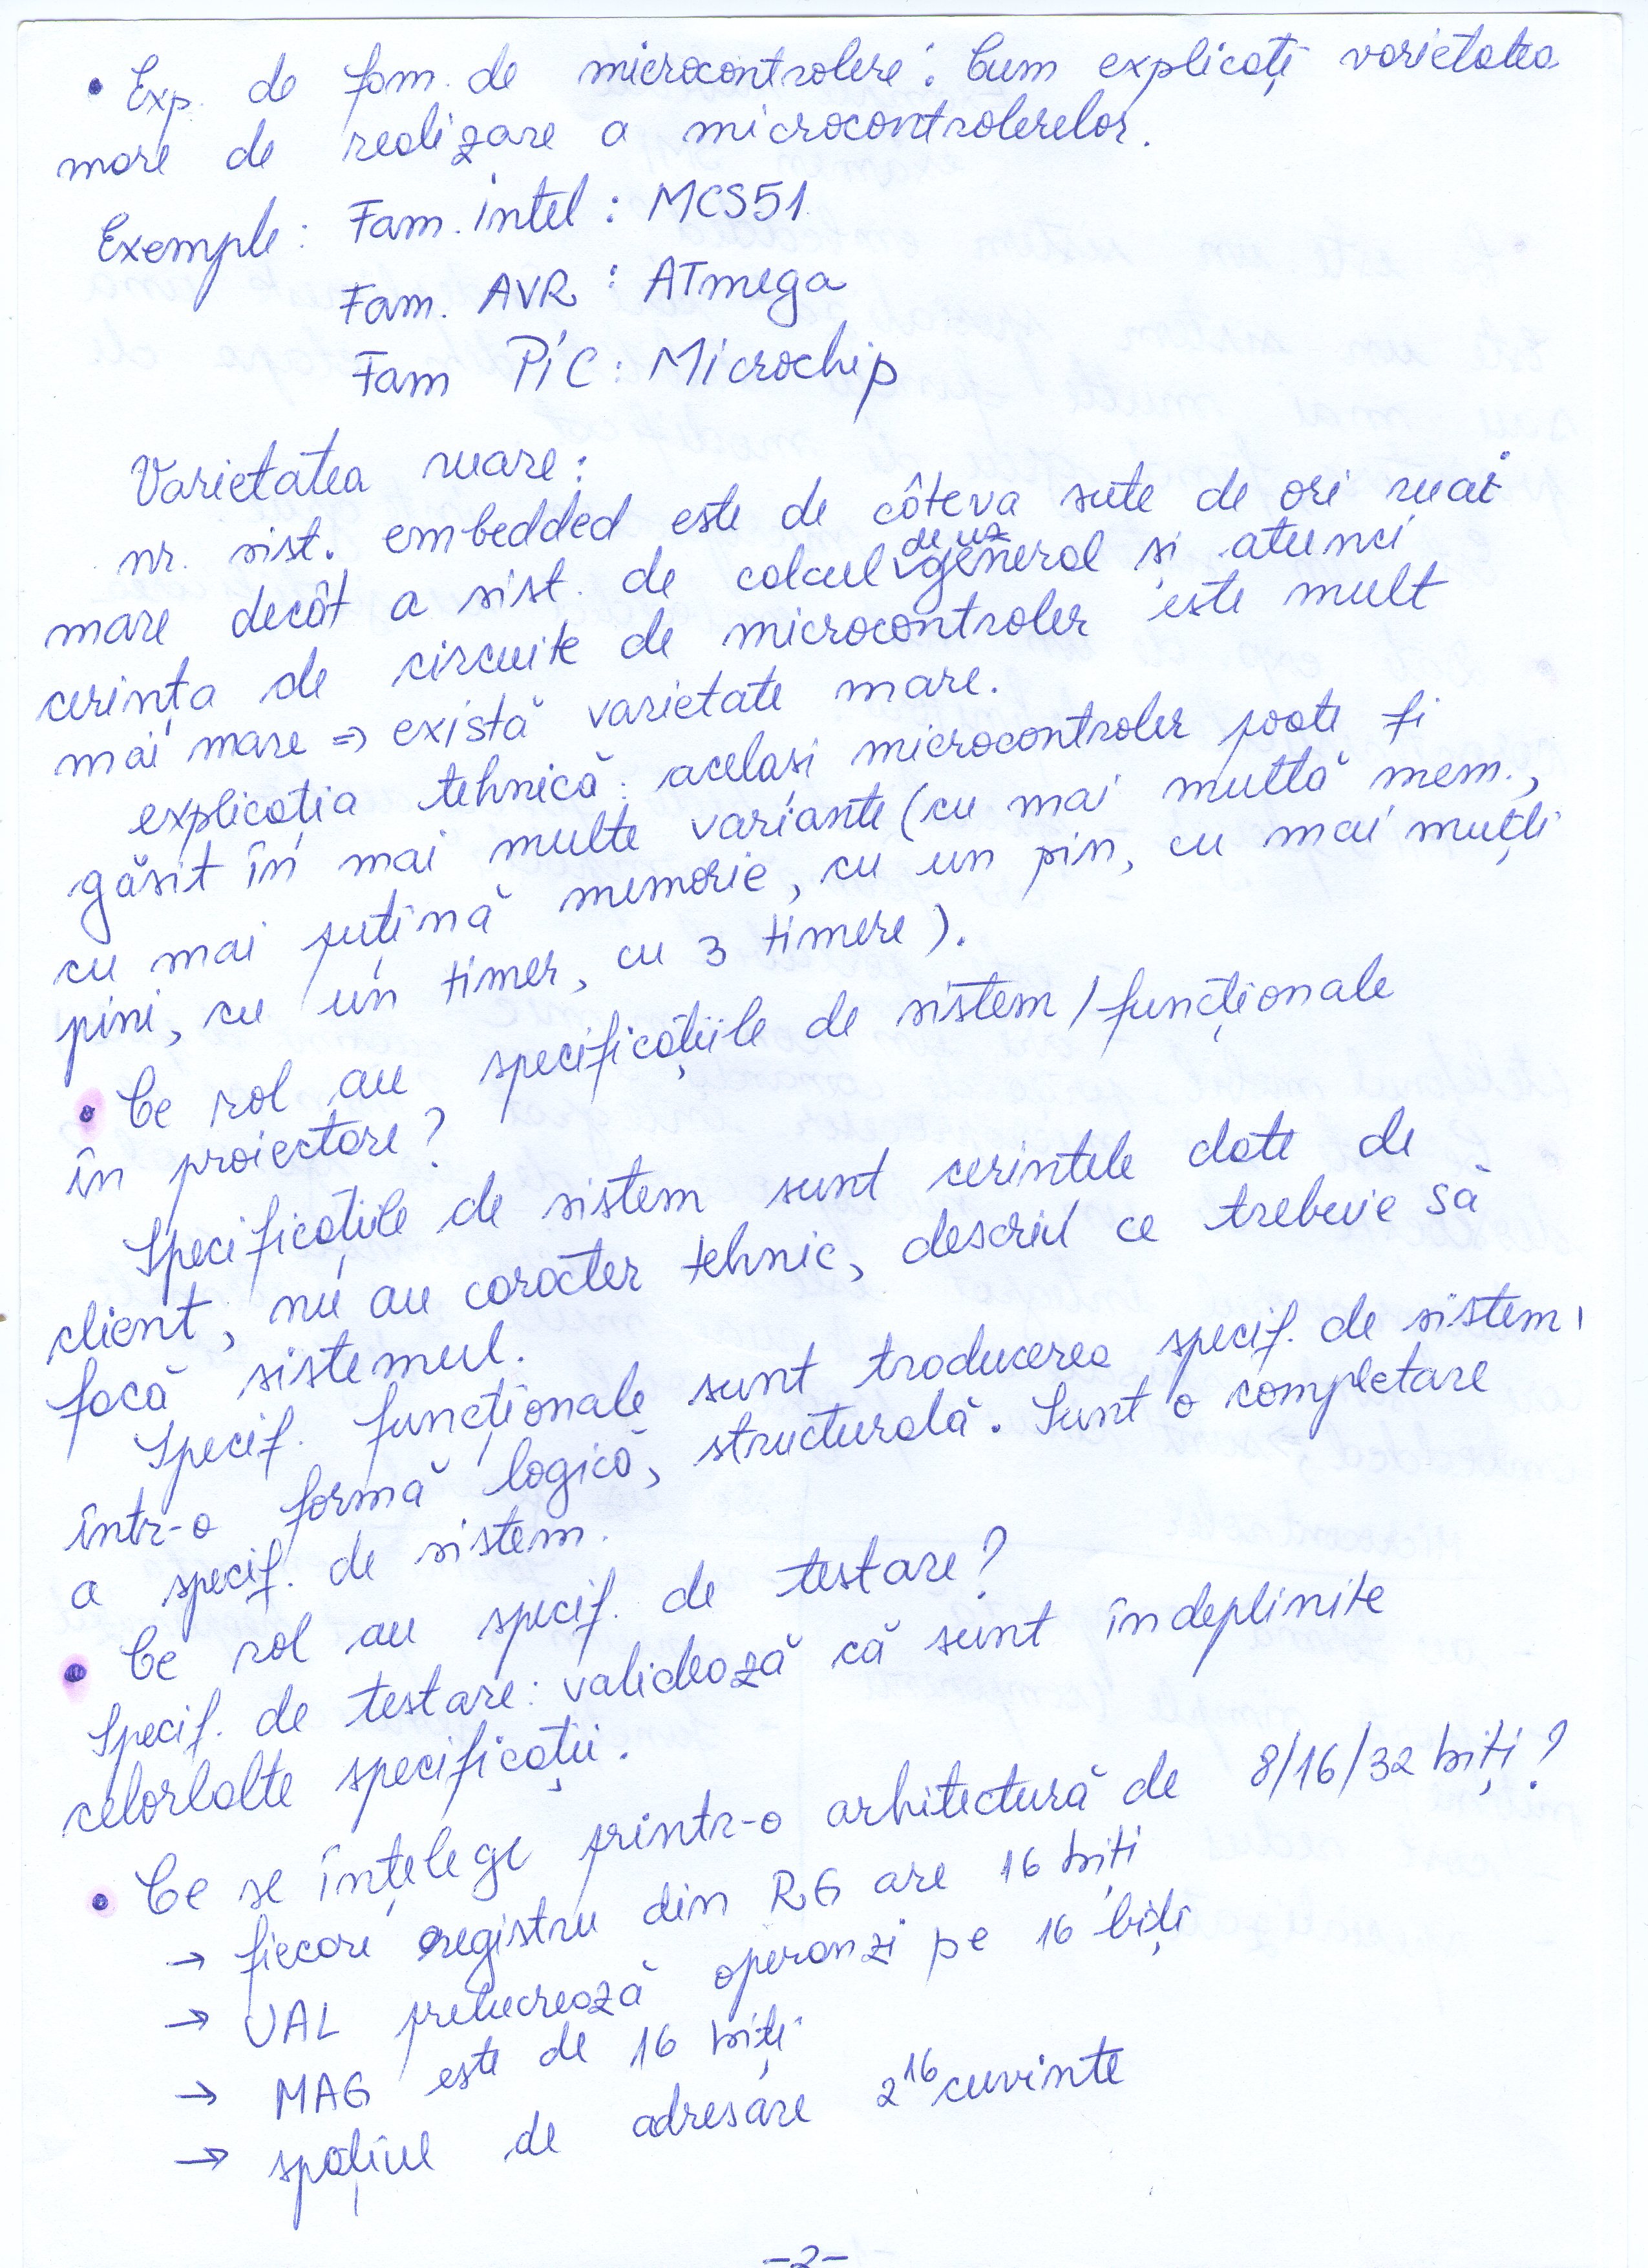 • Exp. de fam. de microcontrolere. Cum explicați varietatea
mare de realizare a microcontrolerelor.
Exemple: Fam. intel: MCS51
Fam. AVR: ATmega
Fam PIC: Microchip
Varietatea mare:
nr. sist. embedded este de câteva sute de ori mai
mare decât a sist. de calcul de uz general și atunci
cerința de circuite de microcontroler este mult
mai mare => există varietate mare.
explicația tehnică: același microcontroler poate fi
găsit în mai multe variante (cu mai multă mem.,
cu mai puțină memorie, cu un pin, cu mai mulți
pini, cu un timer, cu 3 timere).
• Ce rol au specificațiile de sistem / funcționale
în proiectare?
Specificațiile de sistem sunt cerintele date de
client, nu au caracter tehnic, descriu ce trebuie să
facă sistemul.
Specif. funcționale sunt traducerea specif. de sistem,
într-o formă logică, structurală. Sunt o completare
a specif. de sistem.
• Ce rol au specif. de testare?
Specif. de testare: validează că sunt îndeplinite
celorlalte specificații.
• Ce se înțelege printr-o arhitectură de 8/16/32 biți?
→ fiecare registru din RG are 16 biți
→ UAL prelucrează operanzi pe 16 biți
→ MAG este de 16 biți
→ spațiul de adresare 2^16 cuvinte
-2-